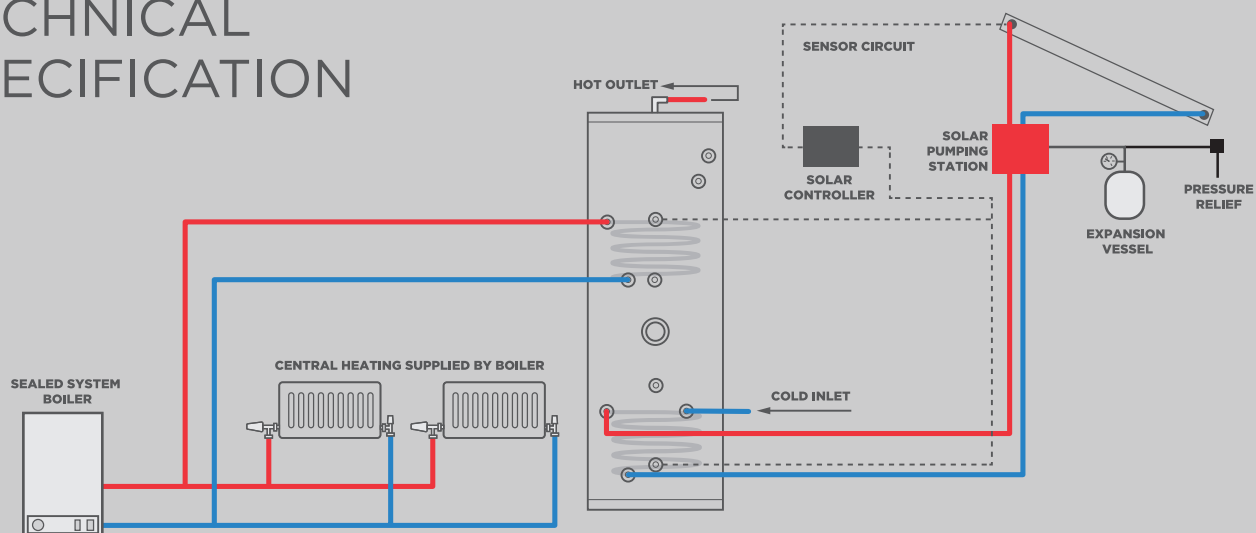 CHNICAL
ECIFICATION
SENSOR CIRCUIT
HOT OUTLET
SOLAR
PUMPING
STATION
SOLAR
CONTROLLER
PRESSURE
RELIEF
EXPANSION
VESSEL
CENTRAL HEATING SUPPLIED BY BOILER
SEALED SYSTEM
BOILER
COLD INLET